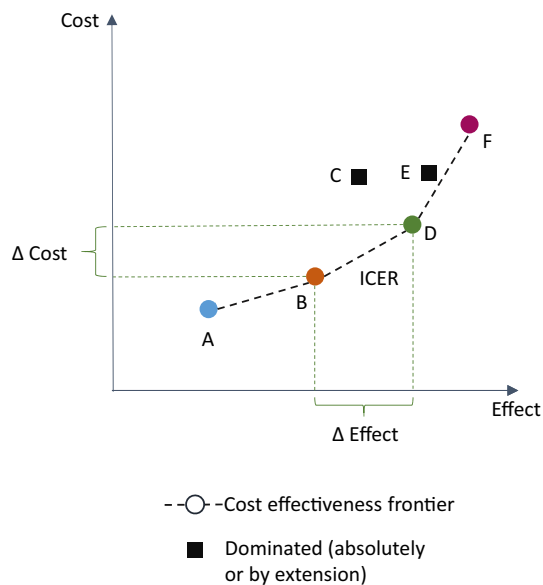 Cost
F
C
E
D
Δ Cost
B
ICER
A
Effect
Δ Effect
Cost effectiveness frontier
Dominated (absolutely
or by extension)